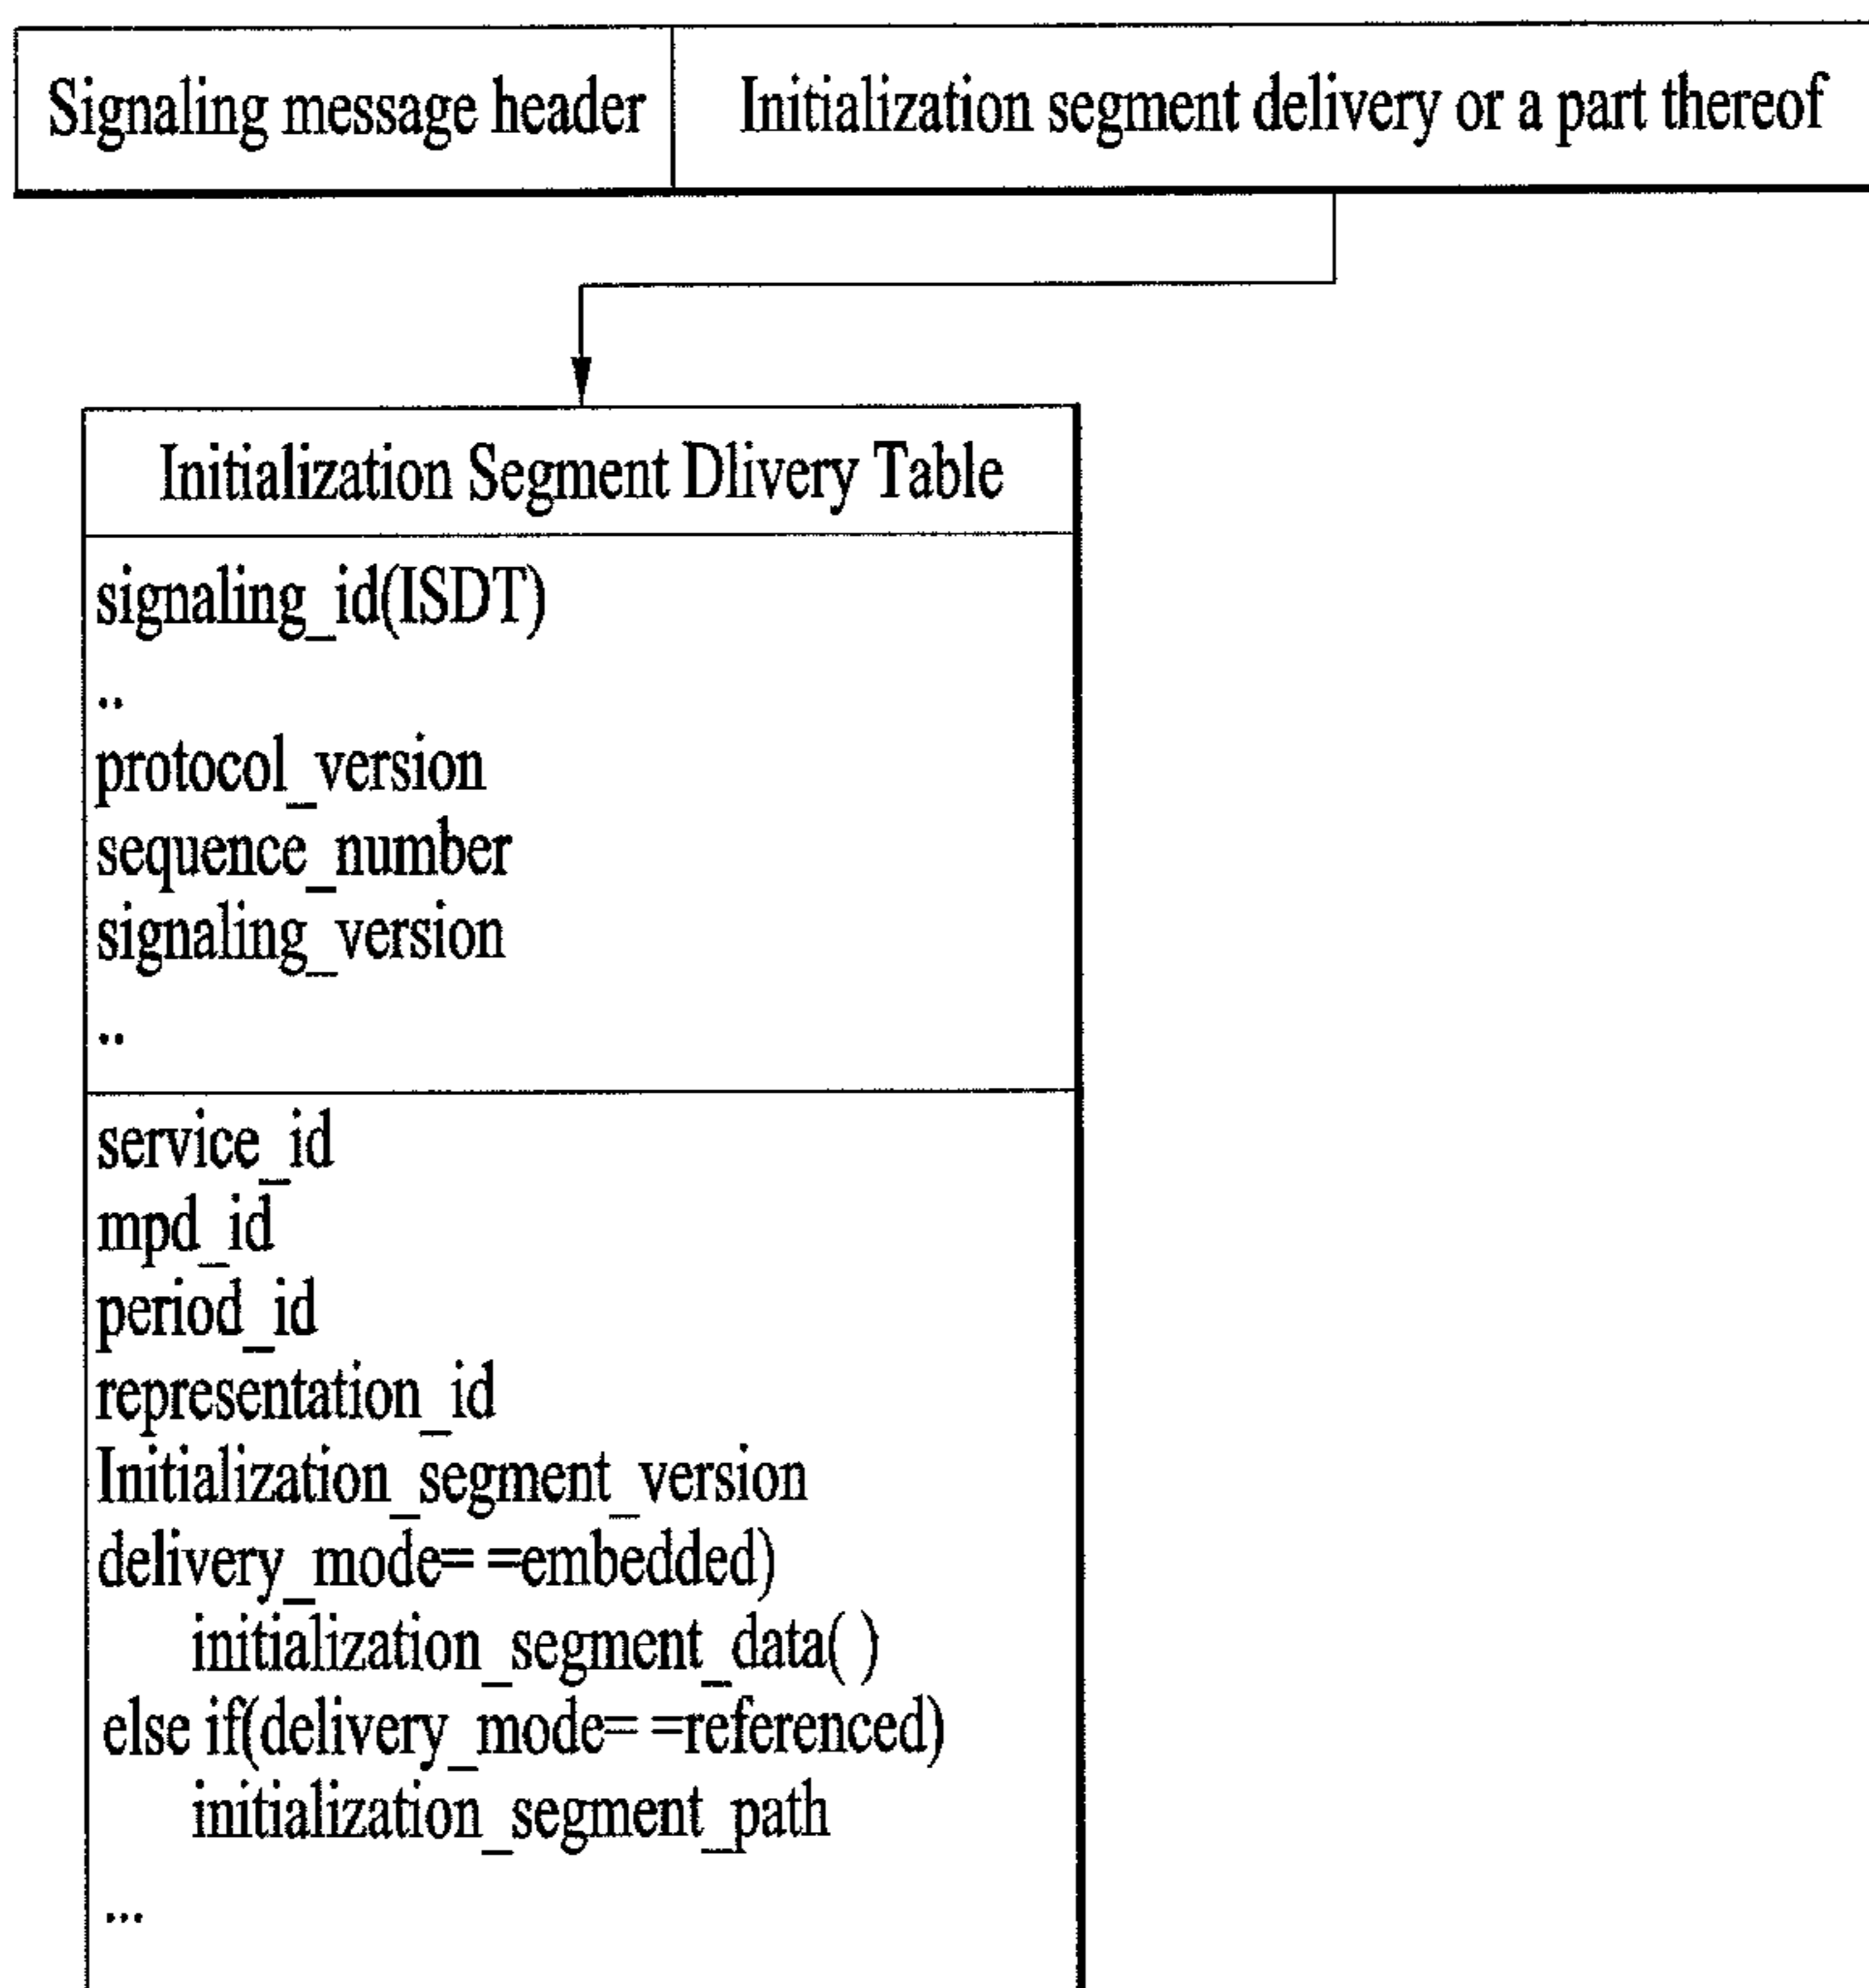 Signaling message header
Initialization segment delivery or a part thereof
Initialization Segment Dlivery Table
signaling_id(ISDT)
..
protocol_version
sequence_number
signaling_version
..
service_id
mpd_id
period_id
representation_id
Initialization_segment_version
delivery_mode= =embedded)
initialization_segment_data( )
else if(delivery_mode= =referenced)
initialization_segment_path
...